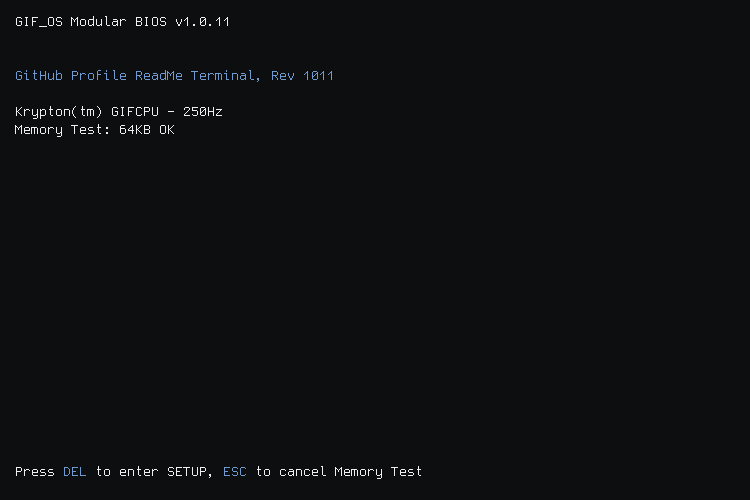 GIF_OS Modular BIOS v1.0.11
GitHub Profile ReadMe Terminal, Rev 1011
Krypton(tm) GIFCPU - 250Hz
Memory Test: 64KB OK
Press DEL to enter SETUP, ESC to cancel Memory Test